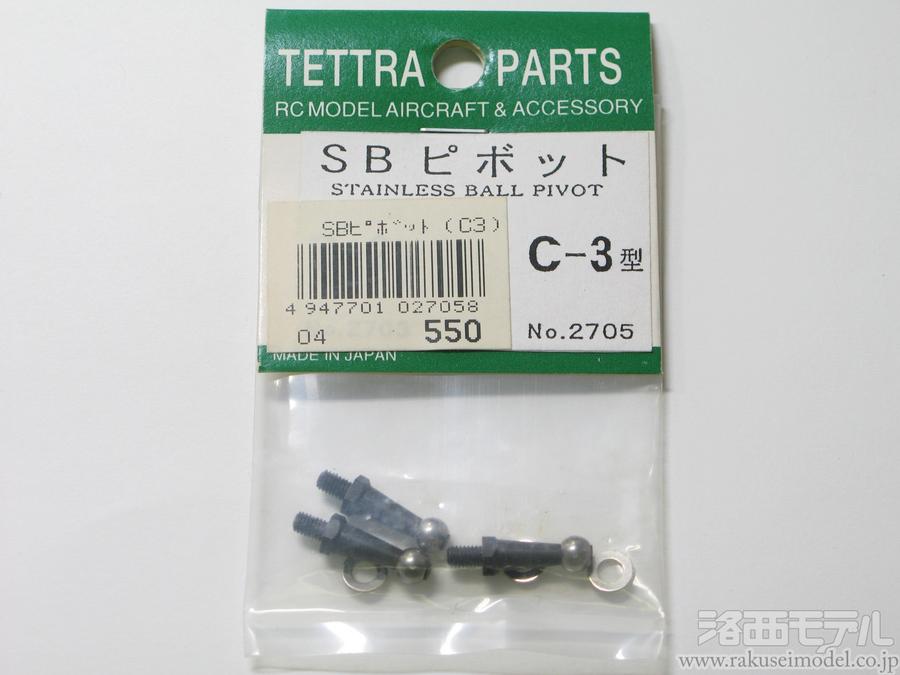 TETTRA PARTS
RC MODEL AIRCRAFT & ACCESSORY
SB ピボット
STAINLESS BALL PIVOT
SBピボット (C3)
4 947701 027058
04 550
C-3型
No.2705
MADE IN JAPAN
洛西モデル
www.rakuseimodel.co.jp